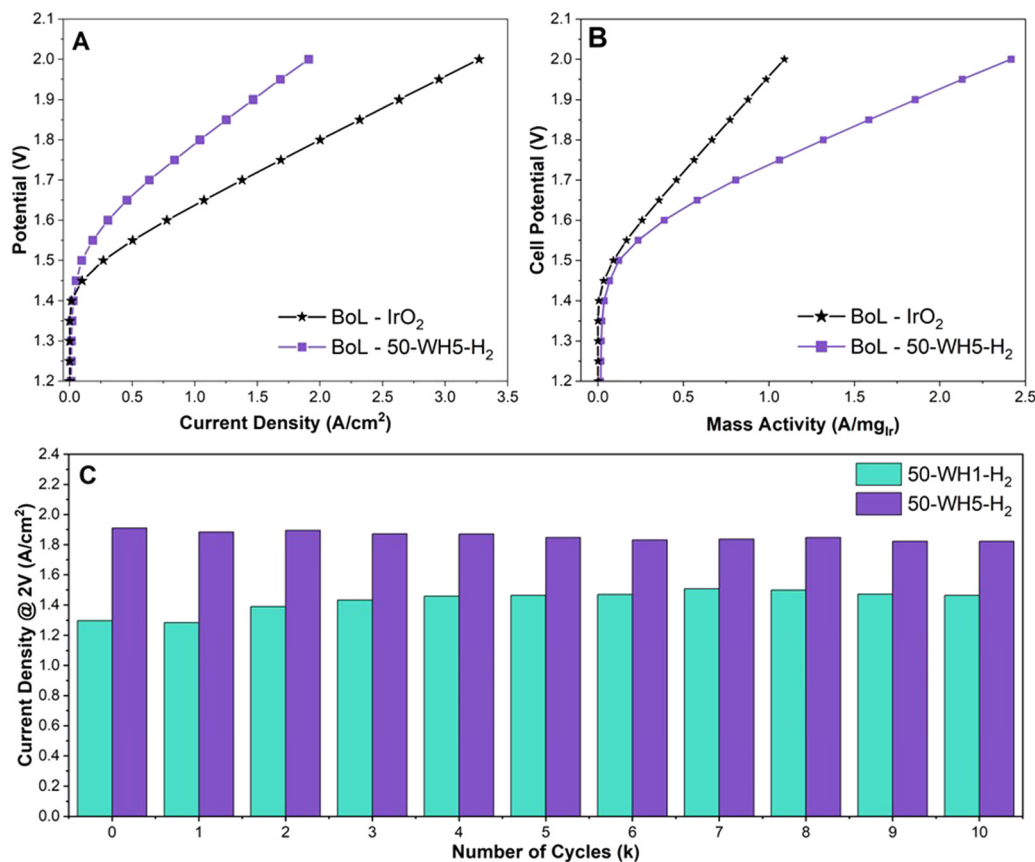 A
2.1
2.0
1.9
1.8
1.7
1.6
1.5
1.4
1.3
1.2
Potential (V)
BoL - IrO₂
BoL - 50-WH5-H₂
0.0 0.5 1.0 1.5 2.0 2.5 3.0 3.5
Current Density (A/cm²)
B
2.1
2.0
1.9
1.8
1.7
1.6
1.5
1.4
1.3
1.2
Cell Potential (V)
BoL - IrO₂
BoL - 50-WH5-H₂
0.0 0.5 1.0 1.5 2.0 2.5
Mass Activity (A/mg_Ir)
C
2.4
2.2
2.0
1.8
1.6
1.4
1.2
1.0
0.8
0.6
0.4
0.2
0.0
Current Density @ 2V (A/cm²)
50-WH1-H₂
50-WH5-H₂
0 1 2 3 4 5 6 7 8 9 10
Number of Cycles (k)